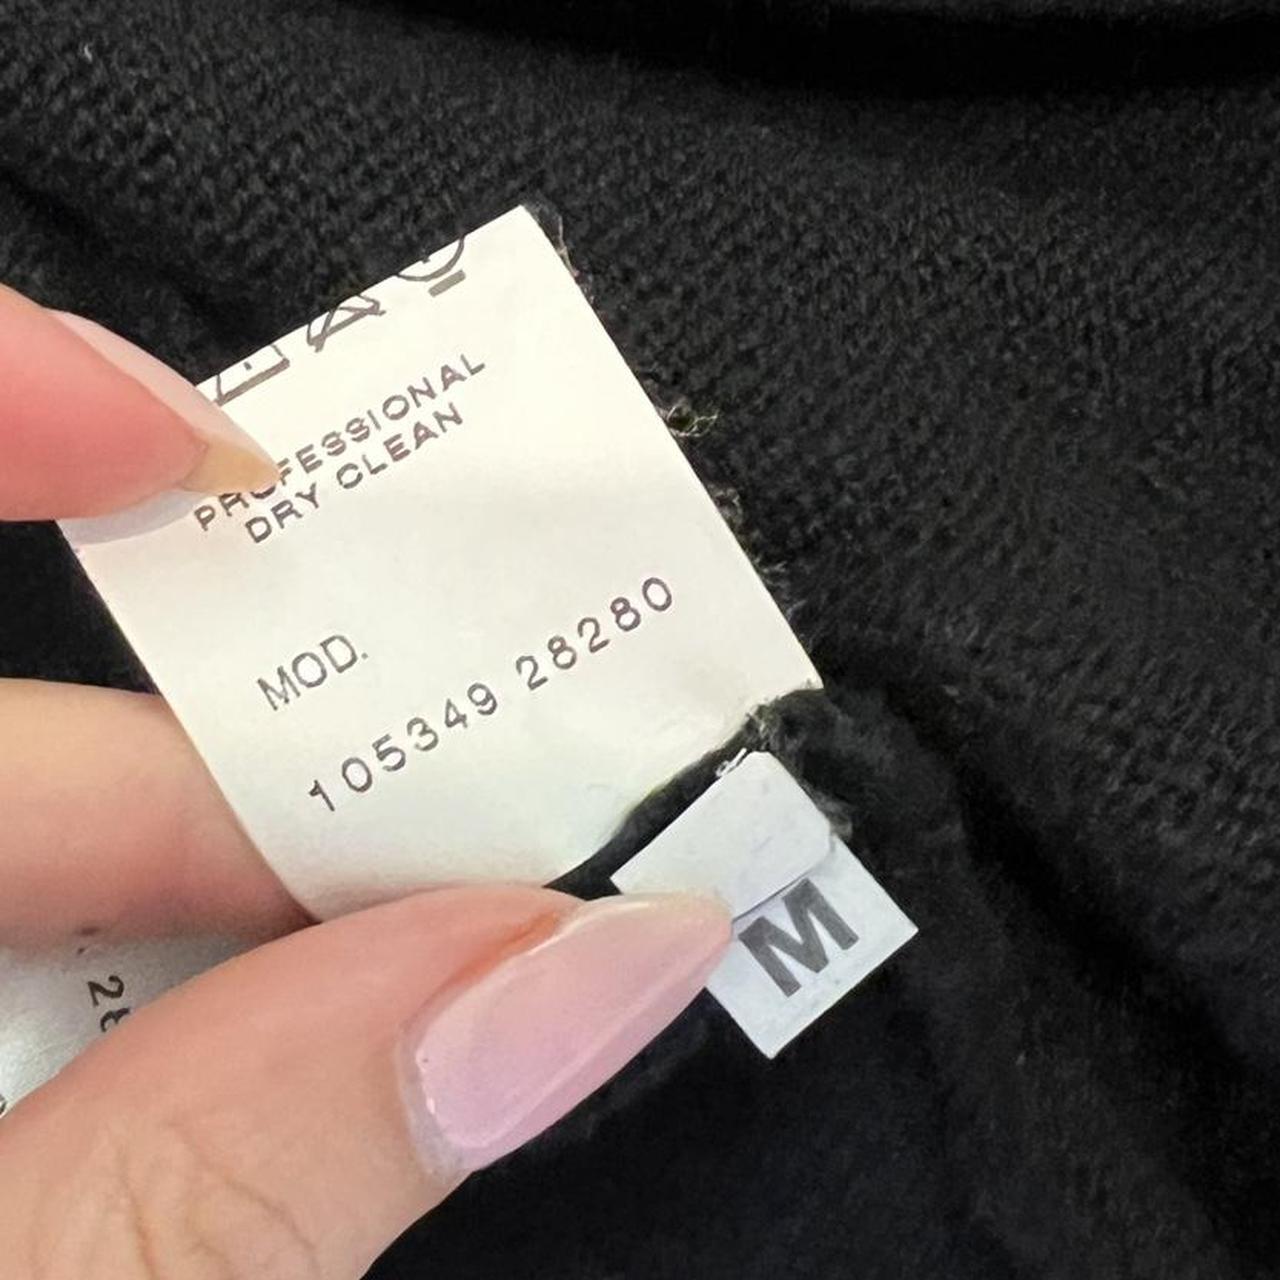 PROFESSIONAL
DRY CLEAN
MOD.
105349 28280
M